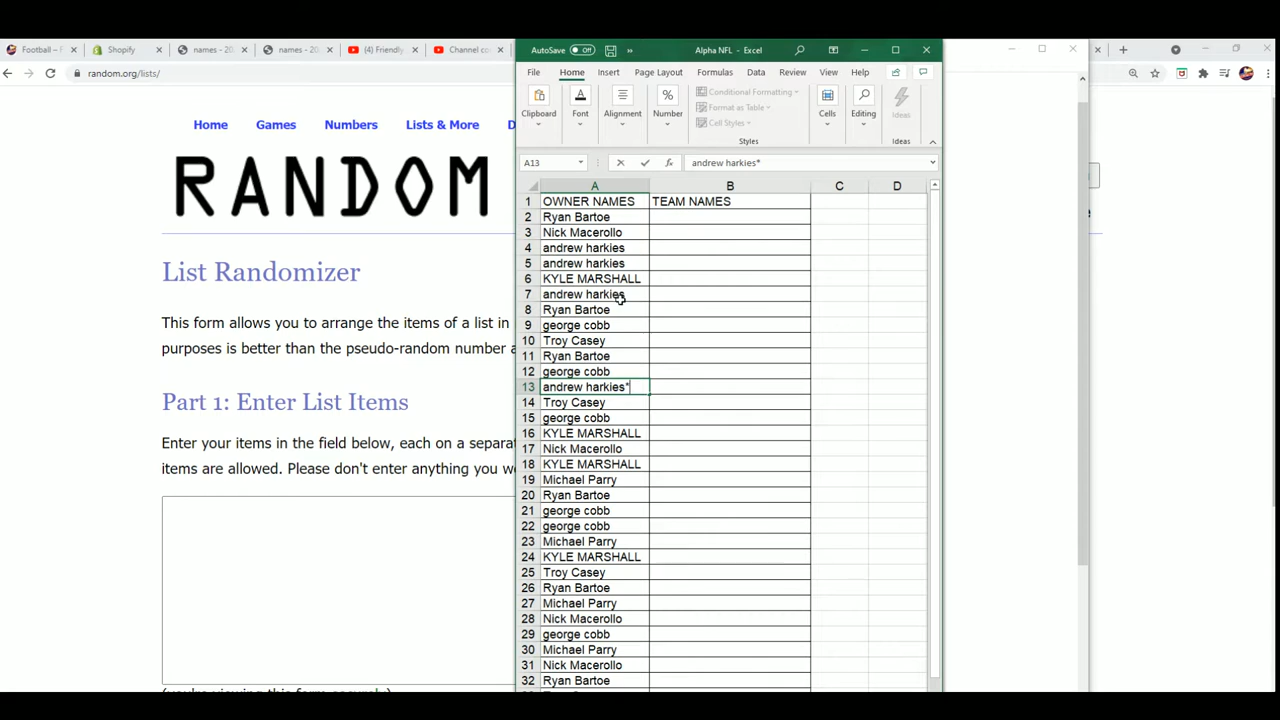 Football – F
Shopify
names - 20
names - 20
(4) Friendly
Channel co
random.org/lists/
Home Games Numbers Lists & More D
RANDOM
List Randomizer
This form allows you to arrange the items of a list in
purposes is better than the pseudo-random number a
Part 1: Enter List Items
Enter your items in the field below, each on a separat
items are allowed. Please don't enter anything you w
AutoSave Off » Alpha NFL - Excel
File Home Insert Page Layout Formulas Data Review View Help
Clipboard Font Alignment Number Conditional Formatting Format as Table Cell Styles Styles Cells Editing Ideas Ideas
A13 fx andrew harkies*
A B C D
1 OWNER NAMES TEAM NAMES
2 Ryan Bartoe
3 Nick Macerollo
4 andrew harkies
5 andrew harkies
6 KYLE MARSHALL
7 andrew harkies
8 Ryan Bartoe
9 george cobb
10 Troy Casey
11 Ryan Bartoe
12 george cobb
13 andrew harkies*
14 Troy Casey
15 george cobb
16 KYLE MARSHALL
17 Nick Macerollo
18 KYLE MARSHALL
19 Michael Parry
20 Ryan Bartoe
21 george cobb
22 george cobb
23 Michael Parry
24 KYLE MARSHALL
25 Troy Casey
26 Ryan Bartoe
27 Michael Parry
28 Nick Macerollo
29 george cobb
30 Michael Parry
31 Nick Macerollo
32 Ryan Bartoe